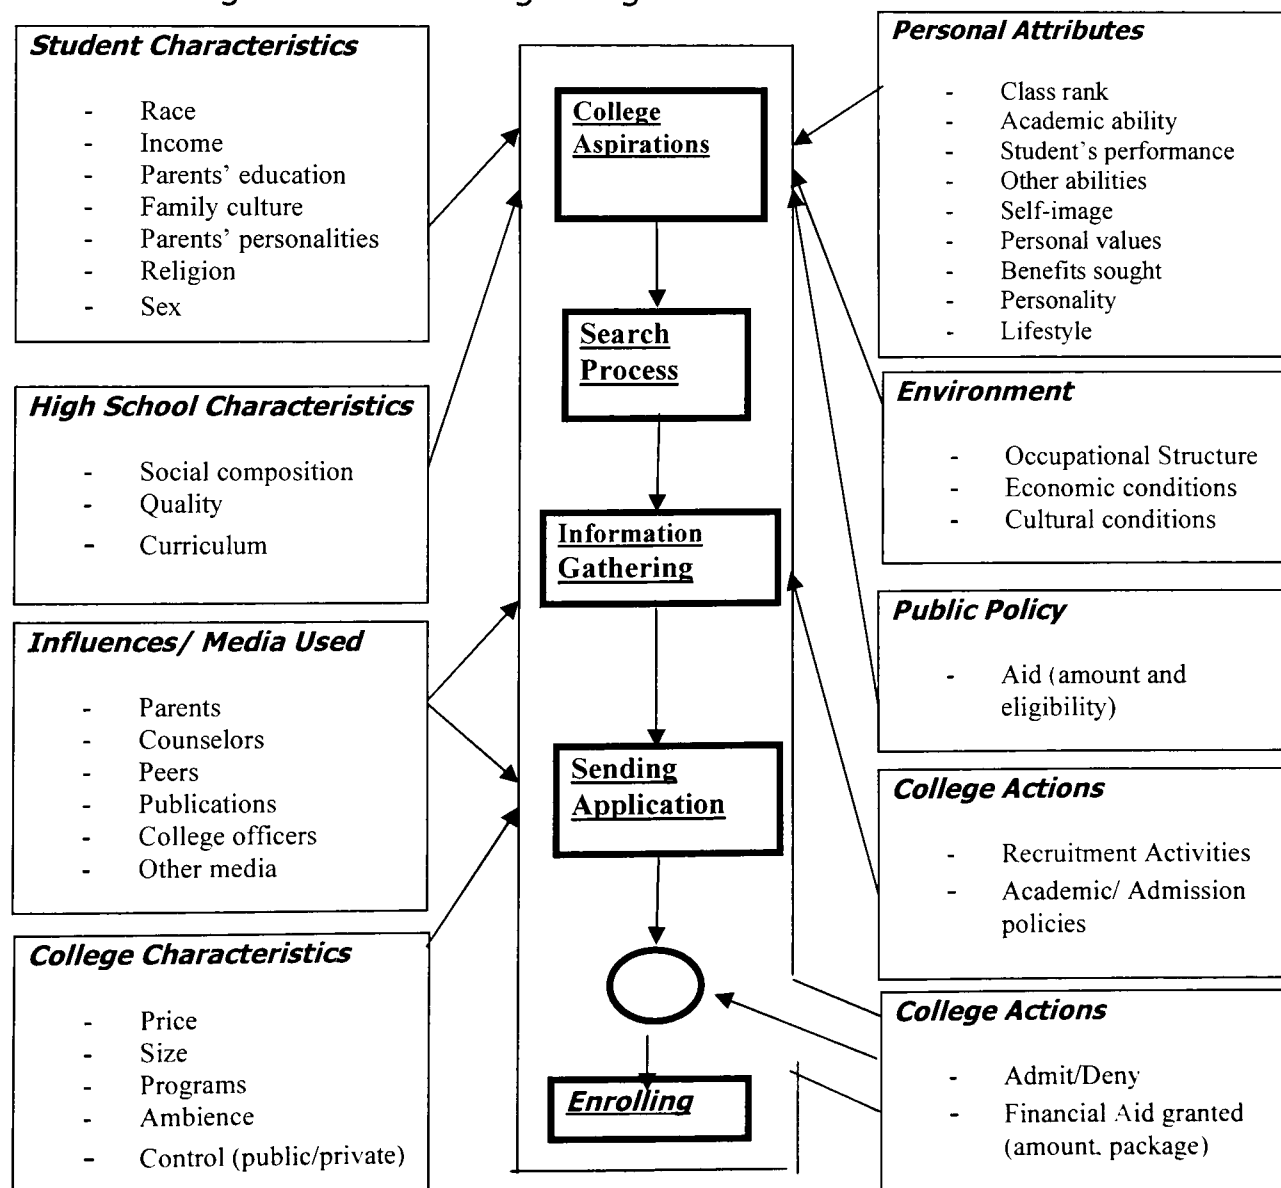 Student Characteristics
- Race
- Income
- Parents' education
- Family culture
- Parents' personalities
- Religion
- Sex
High School Characteristics
- Social composition
- Quality
- Curriculum
Influences/ Media Used
- Parents
- Counselors
- Peers
- Publications
- College officers
- Other media
College Characteristics
- Price
- Size
- Programs
- Ambience
- Control (public/private)
College
Aspirations
Search
Process
Information
Gathering
Sending
Application
Enrolling
Personal Attributes
- Class rank
- Academic ability
- Student's performance
- Other abilities
- Self-image
- Personal values
- Benefits sought
- Personality
- Lifestyle
Environment
- Occupational Structure
- Economic conditions
- Cultural conditions
Public Policy
- Aid (amount and
eligibility)
College Actions
- Recruitment Activities
- Academic/ Admission
policies
College Actions
- Admit/Deny
- Financial Aid granted
(amount, package)